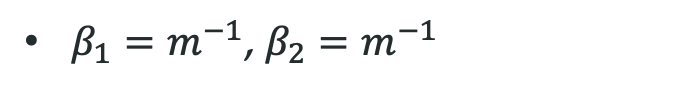 • β₁ = m⁻¹, β₂ = m⁻¹